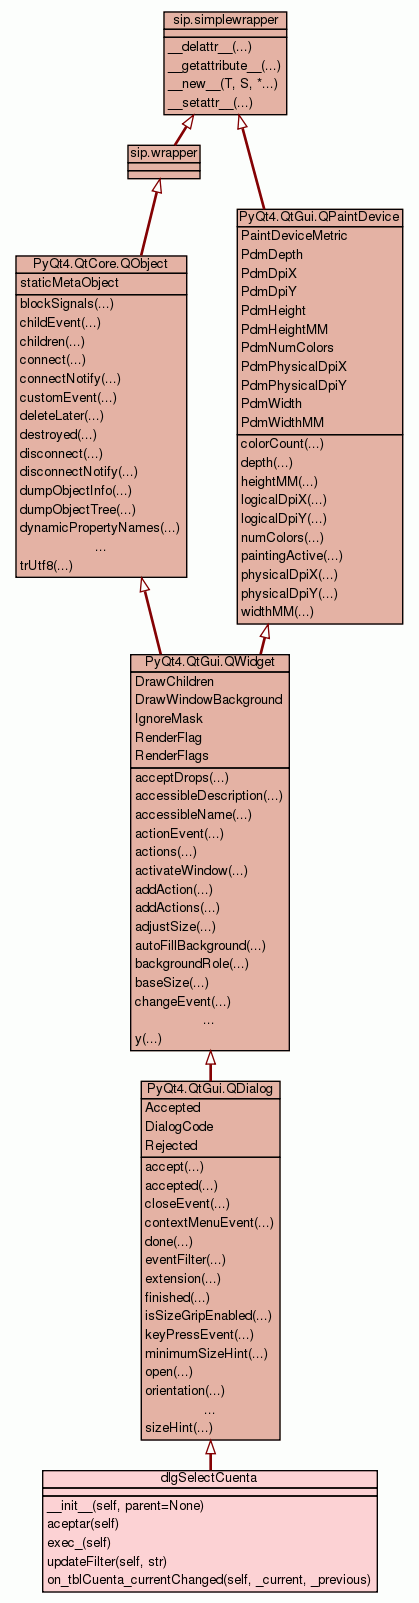 sip.simplewrapper
__delattr__(...)
__getattribute__(...)
__new__(T, S, *...)
__setattr__(...)
sip.wrapper
PyQt4.QtGui.QPaintDevice
PaintDeviceMetric
PdmDepth
PdmDpiX
PdmDpiY
PdmHeight
PdmHeightMM
PdmNumColors
PdmPhysicalDpiX
PdmPhysicalDpiY
PdmWidth
PdmWidthMM
colorCount(...)
depth(...)
heightMM(...)
logicalDpiX(...)
logicalDpiY(...)
numColors(...)
paintingActive(...)
physicalDpiX(...)
physicalDpiY(...)
widthMM(...)
PyQt4.QtCore.QObject
staticMetaObject
blockSignals(...)
childEvent(...)
children(...)
connect(...)
connectNotify(...)
customEvent(...)
deleteLater(...)
destroyed(...)
disconnect(...)
disconnectNotify(...)
dumpObjectInfo(...)
dumpObjectTree(...)
dynamicPropertyNames(...)
...
trUtf8(...)
PyQt4.QtGui.QWidget
DrawChildren
DrawWindowBackground
IgnoreMask
RenderFlag
RenderFlags
acceptDrops(...)
accessibleDescription(...)
accessibleName(...)
actionEvent(...)
actions(...)
activateWindow(...)
addAction(...)
addActions(...)
adjustSize(...)
autoFillBackground(...)
backgroundRole(...)
baseSize(...)
changeEvent(...)
...
y(...)
PyQt4.QtGui.QDialog
Accepted
DialogCode
Rejected
accept(...)
accepted(...)
closeEvent(...)
contextMenuEvent(...)
done(...)
eventFilter(...)
extension(...)
finished(...)
isSizeGripEnabled(...)
keyPressEvent(...)
minimumSizeHint(...)
open(...)
orientation(...)
...
sizeHint(...)
dlgSelectCuenta
__init__(self, parent=None)
aceptar(self)
exec_(self)
updateFilter(self, str)
on_tblCuenta_currentChanged(self, _current, _previous)